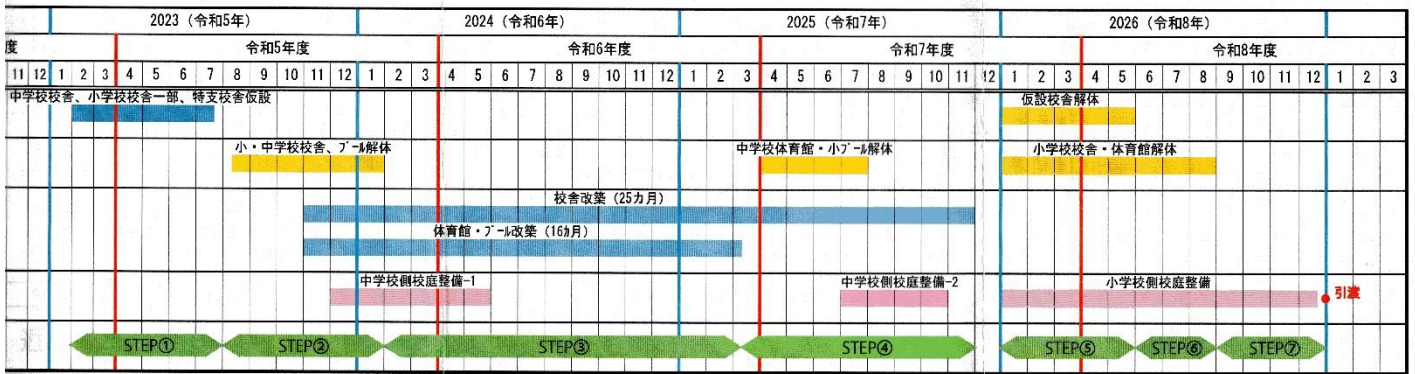 2023（令和5年） 2024（令和6年） 2025（令和7年） 2026（令和8年）
度 令和5年度 令和6年度 令和7年度 令和8年度
11 12 1 2 3 4 5 6 7 8 9 10 11 12 1 2 3 4 5 6 7 8 9 10 11 12 1 2 3 4 5 6 7 8 9 10 11 12 1 2 3 4 5 6 7 8 9 10 11 12 1 2 3
中学校校舎、小学校校舎一部、特支校舎仮設 仮設校舎解体
小・中学校校舎、プール解体 中学校体育館・小プール解体 小学校校舎・体育館解体
校舎改築（25カ月）
体育館・プール改築（16カ月）
中学校側校庭整備-1 中学校側校庭整備-2 小学校側校庭整備 引渡
STEP① STEP② STEP③ STEP④ STEP⑤ STEP⑥ STEP⑦